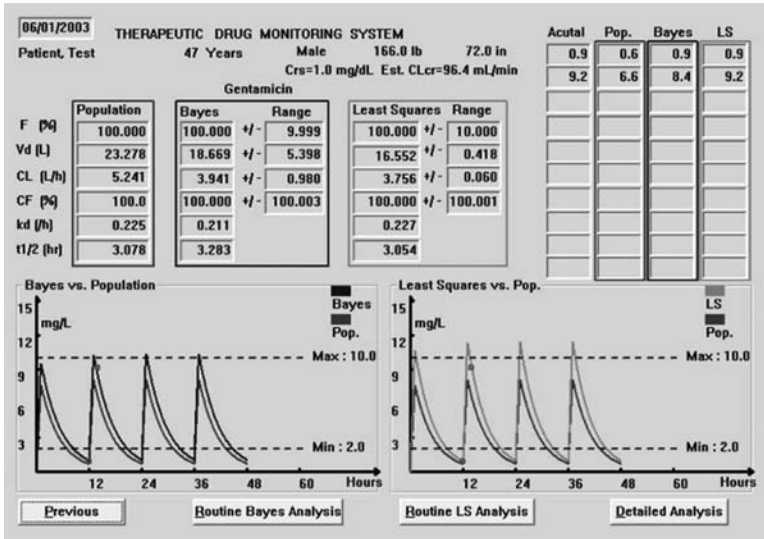 06/01/2003 THERAPEUTIC DRUG MONITORING SYSTEM
Patient, Test 47 Years Male 166.0 lb 72.0 in
Crs=1.0 mg/dL Est. CLcr=96.4 mL/min
Gentamicin
Acutal Pop. Bayes LS
0.9 0.6 0.9 0.9
9.2 6.6 8.4 9.2
Population Bayes Range Least Squares Range
F (%) 100.000 100.000 +/- 9.999 100.000 +/- 10.000
Vd (L) 23.278 18.669 +/- 5.398 16.552 +/- 0.418
CL (L/h) 5.241 3.941 +/- 0.980 3.756 +/- 0.060
CF (%) 100.0 100.000 +/- 100.003 100.000 +/- 100.001
kd (/h) 0.225 0.211 0.227
t1/2 (hr) 3.078 3.283 3.054
Bayes vs. Population
15
mg/L
Bayes
Pop.
12
Max : 10.0
9
6
3
Min : 2.0
12 24 36 48 60 Hours
Least Squares vs. Pop.
15
mg/L
LS
Pop.
12
Max : 10.0
9
6
3
Min : 2.0
12 24 36 48 60 Hours
Previous Routine Bayes Analysis Routine LS Analysis Detailed Analysis